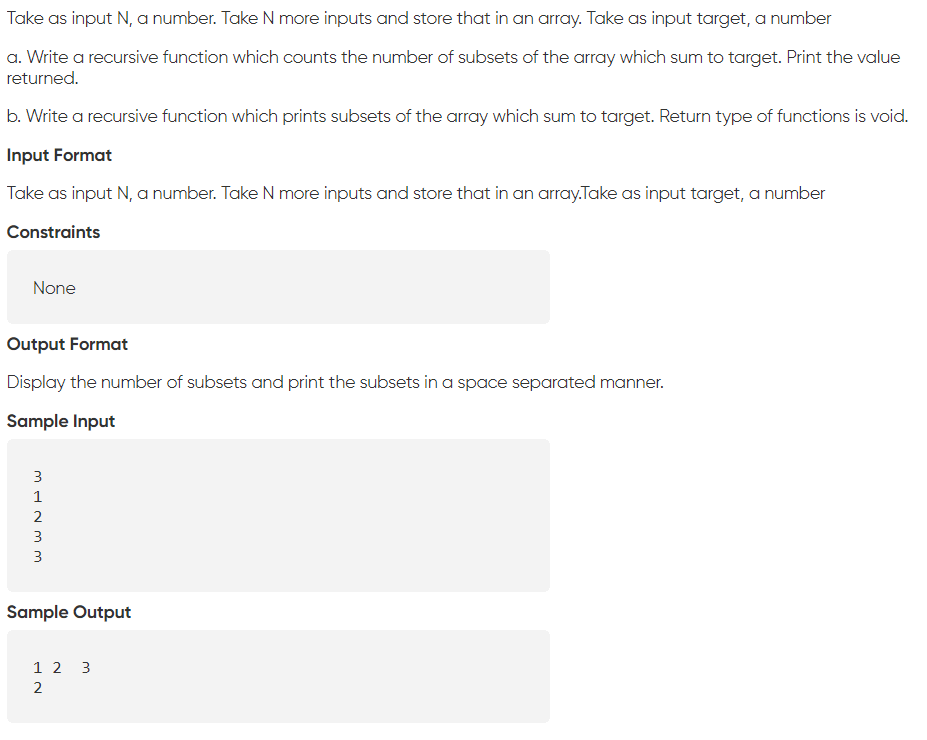 Take as input N, a number. Take N more inputs and store that in an array. Take as input target, a number
a. Write a recursive function which counts the number of subsets of the array which sum to target. Print the value
returned.
b. Write a recursive function which prints subsets of the array which sum to target. Return type of functions is void.
Input Format
Take as input N, a number. Take N more inputs and store that in an array.Take as input target, a number
Constraints
None
Output Format
Display the number of subsets and print the subsets in a space separated manner.
Sample Input
3
1
2
3
3
Sample Output
1 2  3
2